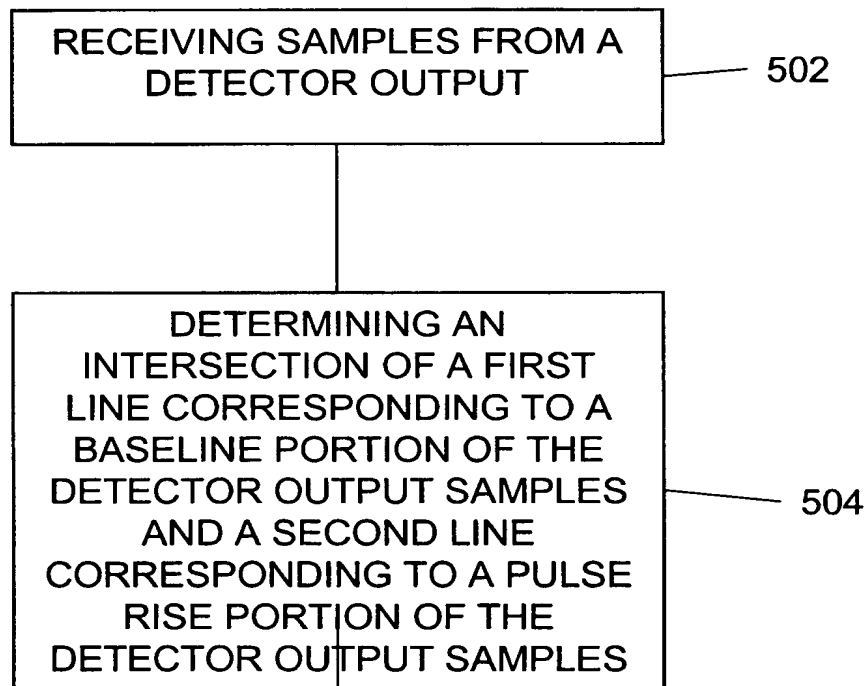 RECEIVING SAMPLES FROM A
DETECTOR OUTPUT
502
DETERMINING AN
INTERSECTION OF A FIRST
LINE CORRESPONDING TO A
BASELINE PORTION OF THE
DETECTOR OUTPUT SAMPLES
AND A SECOND LINE
CORRESPONDING TO A PULSE
RISE PORTION OF THE
DETECTOR OUTPUT SAMPLES
504